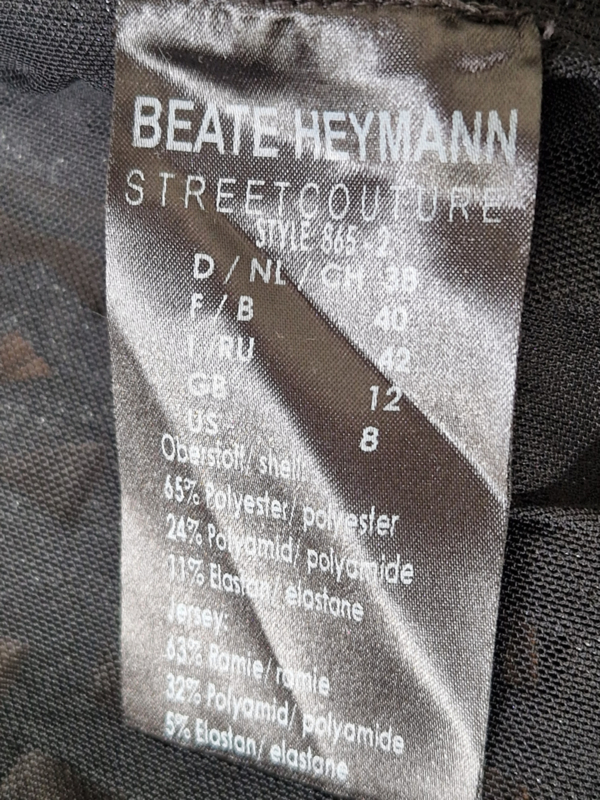 BEATE HEYMANN
STREETCOUTURE
STYLE 865
D / NL / CH 38
F / B 40
I / RU 42
GB 12
US 8
Oberstoff/ shell:
65% Polyester/ polyester
24% Polyamid/ polyamide
11% Elastan/ elastane
Jersey:
63% Ramie/ ramie
32% Polyamid/ polyamide
5% Elastan/ elastane